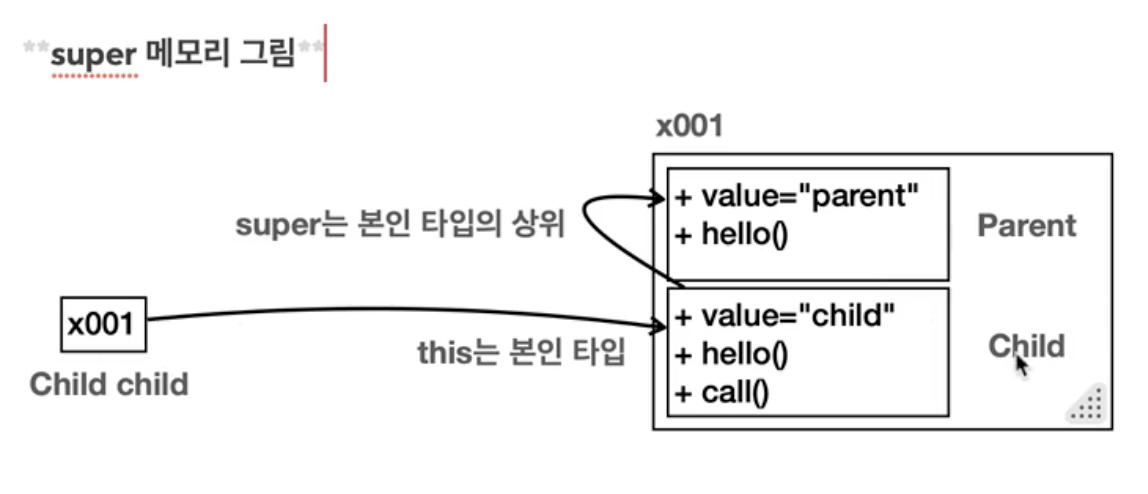 **super 메모리 그림**
x001
+ value="parent"
+ hello()
Parent
super는 본인 타입의 상위
x001
Child child
this는 본인 타입
+ value="child"
+ hello()
+ call()
Child